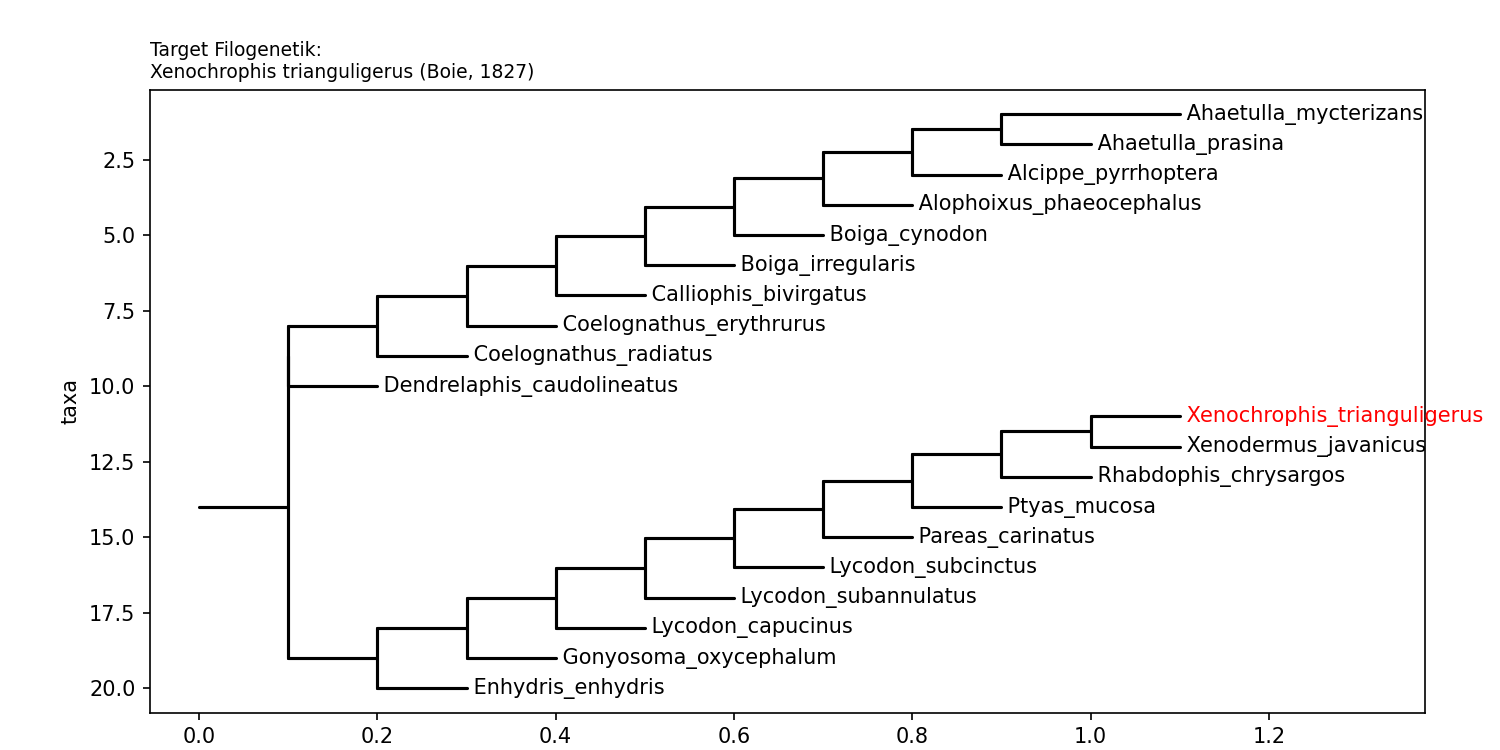 Target Filogenetik:
Xenochrophis trianguligerus (Boie, 1827)
Ahaetulla_mycterizans
Ahaetulla_prasina
2.5
Alcippe_pyrrhoptera
Alophoixus_phaeocephalus
5.0
Boiga_cynodon
Boiga_irregularis
Calliophis_bivirgatus
7.5
Coelognathus_erythrurus
Coelognathus_radiatus
10.0
Dendrelaphis_caudolineatus
taxa
Xenochrophis_trianguligerus
Xenodermus_javanicus
12.5
Rhabdophis_chrysargos
Ptyas_mucosa
15.0
Pareas_carinatus
Lycodon_subcinctus
Lycodon_subannulatus
17.5
Lycodon_capucinus
Gonyosoma_oxycephalum
20.0
Enhydris_enhydris
0.0 0.2 0.4 0.6 0.8 1.0 1.2